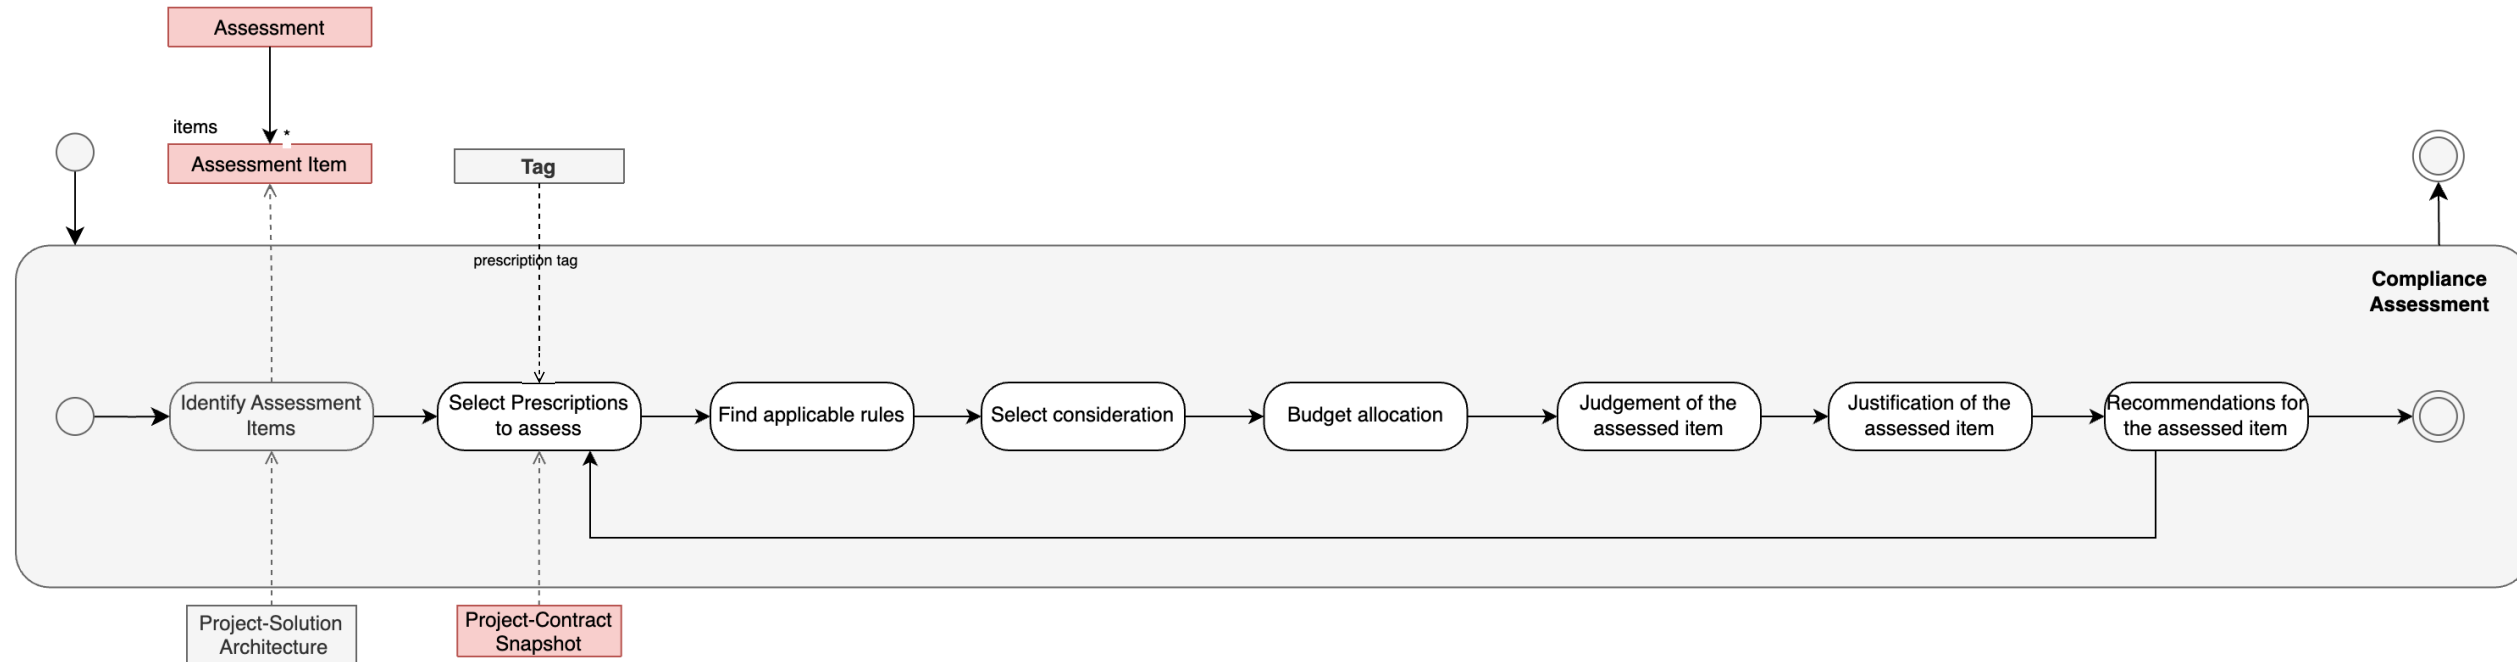 Assessment
items
*
Assessment Item
Tag
prescription tag
Compliance
Assessment
Identify Assessment
Items
Select Prescriptions
to assess
Find applicable rules
Select consideration
Budget allocation
Judgement of the
assessed item
Justification of the
assessed item
Recommendations for
the assessed item
Project-Solution
Architecture
Project-Contract
Snapshot